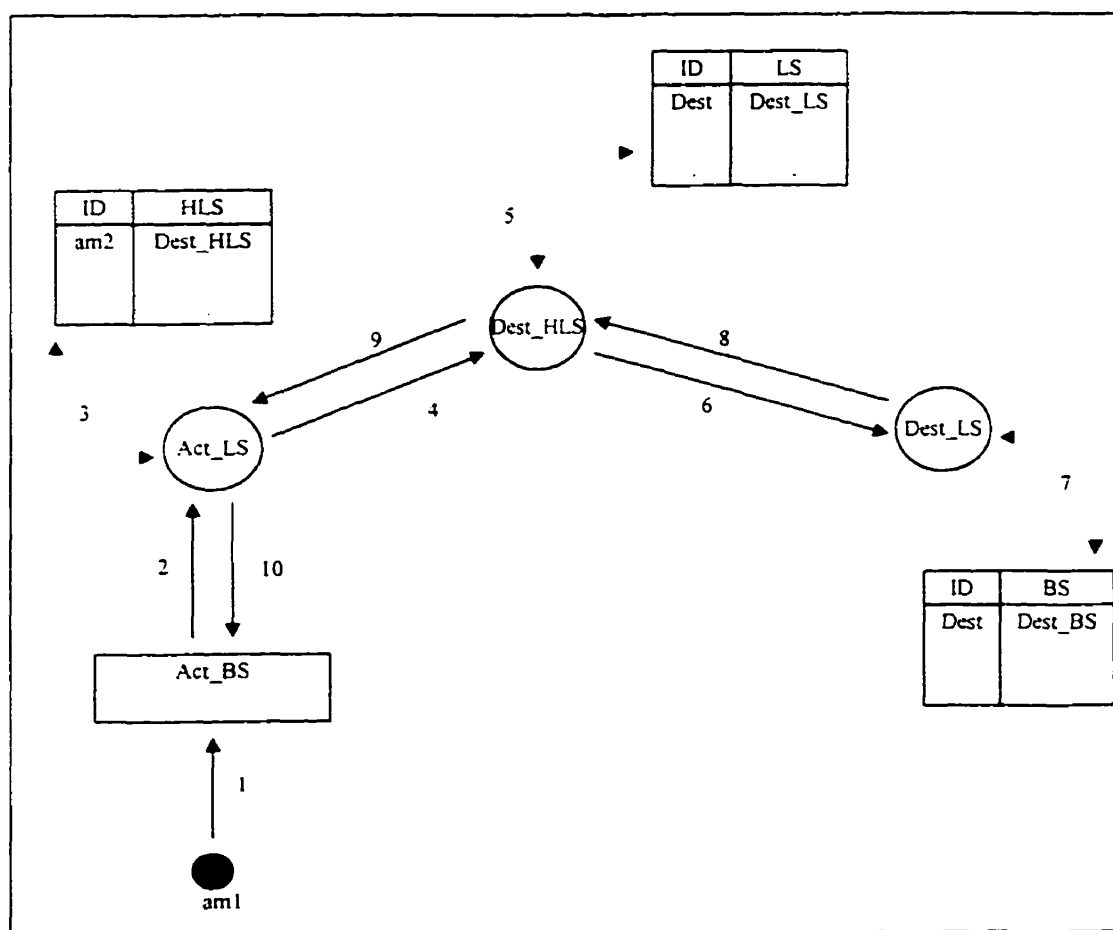 ID LS
Dest Dest_LS
ID HLS
am2 Dest_HLS
5
Dest_HLS
9
8
3
4
6
Act_LS
Dest_LS
7
2
10
ID BS
Dest Dest_BS
Act_BS
1
am1